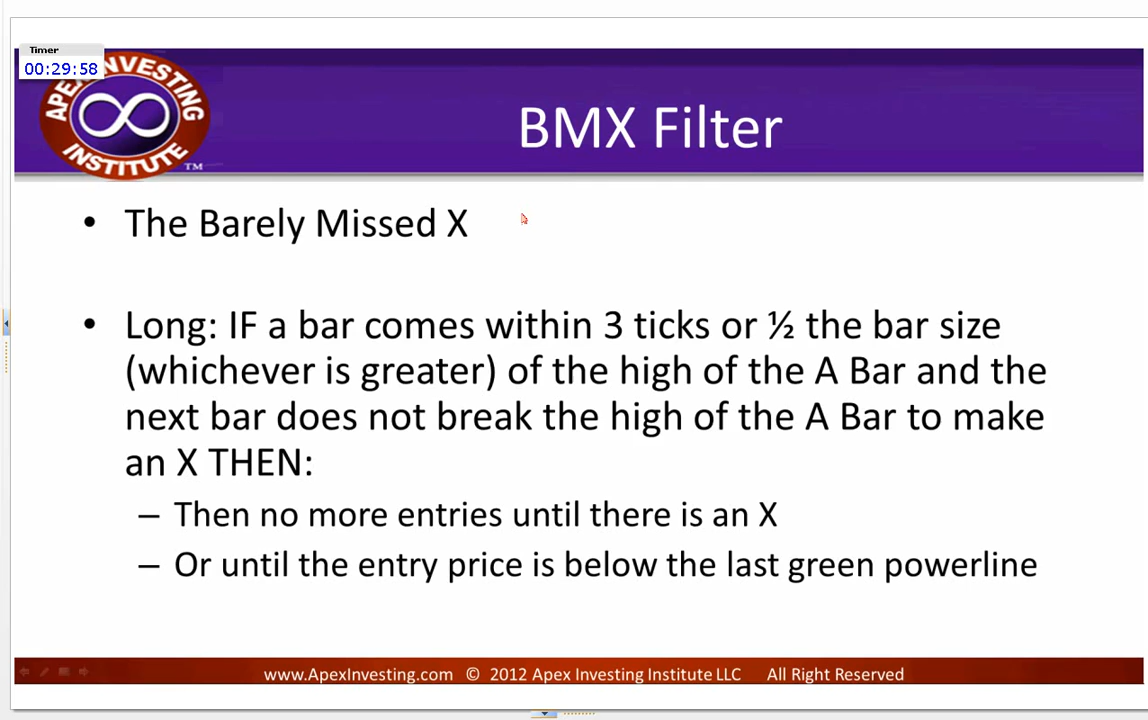 Timer
00:29:58
APEX INVESTING
INSTITUTE
TM
BMX Filter
• The Barely Missed X
• Long: IF a bar comes within 3 ticks or ½ the bar size
(whichever is greater) of the high of the A Bar and the
next bar does not break the high of the A Bar to make
an X THEN:
– Then no more entries until there is an X
– Or until the entry price is below the last green powerline
www.ApexInvesting.com © 2012 Apex Investing Institute LLC All Right Reserved